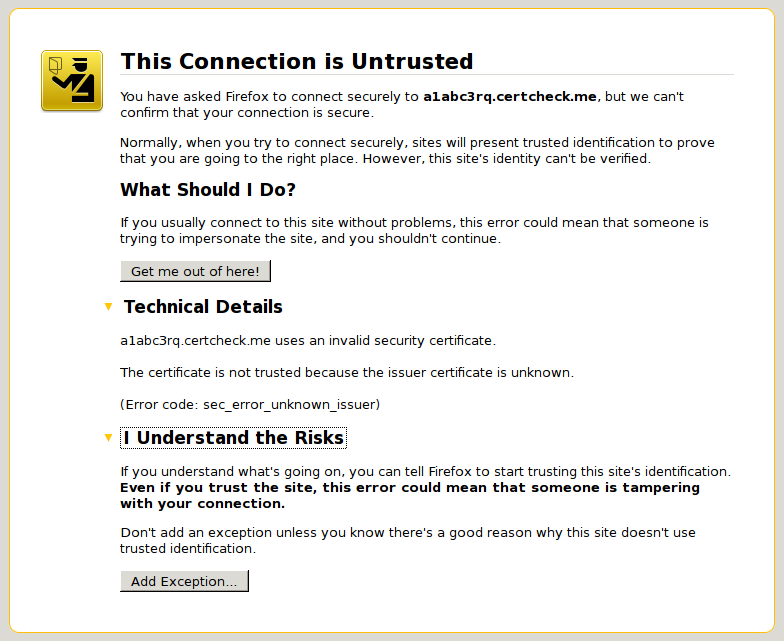 This Connection is Untrusted
You have asked Firefox to connect securely to a1abc3rq.certcheck.me, but we can't
confirm that your connection is secure.
Normally, when you try to connect securely, sites will present trusted identification to prove
that you are going to the right place. However, this site's identity can't be verified.
What Should I Do?
If you usually connect to this site without problems, this error could mean that someone is
trying to impersonate the site, and you shouldn't continue.
Get me out of here!
Technical Details
a1abc3rq.certcheck.me uses an invalid security certificate.
The certificate is not trusted because the issuer certificate is unknown.
(Error code: sec_error_unknown_issuer)
I Understand the Risks
If you understand what's going on, you can tell Firefox to start trusting this site's identification.
Even if you trust the site, this error could mean that someone is tampering
with your connection.
Don't add an exception unless you know there's a good reason why this site doesn't use
trusted identification.
Add Exception...